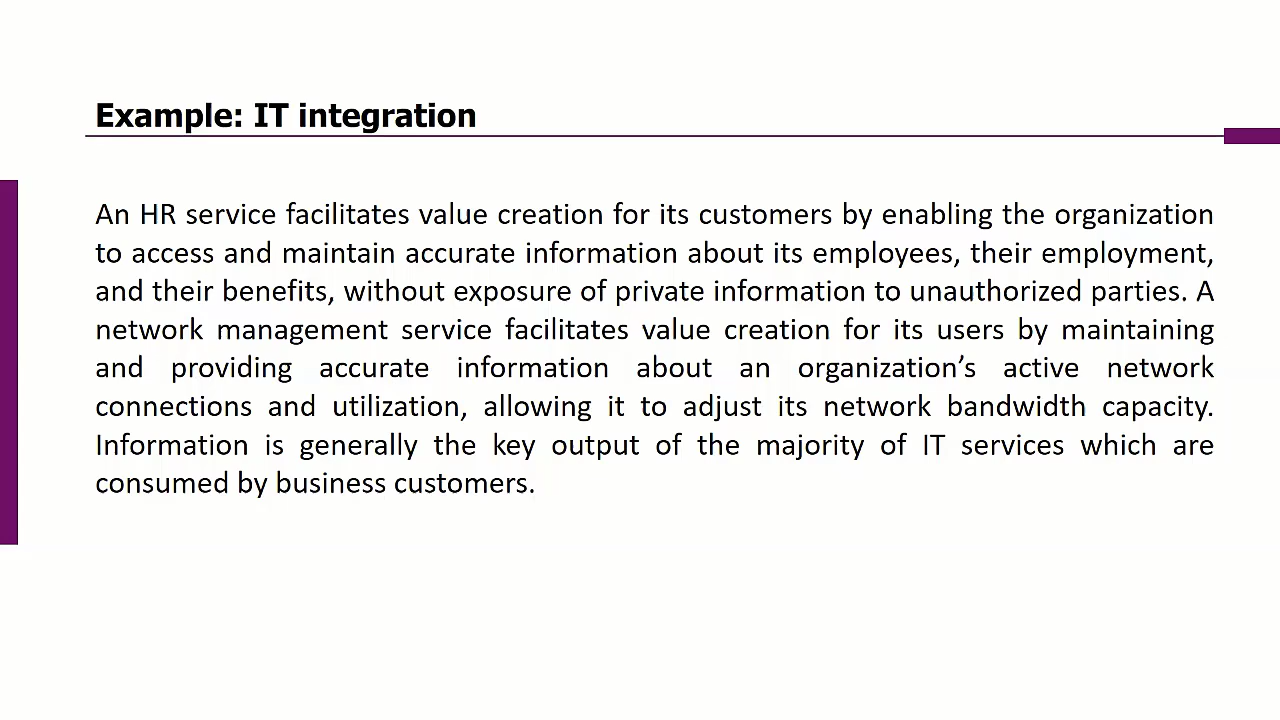 Example: IT integration
An HR service facilitates value creation for its customers by enabling the organization
to access and maintain accurate information about its employees, their employment,
and their benefits, without exposure of private information to unauthorized parties. A
network management service facilitates value creation for its users by maintaining
and providing accurate information about an organization’s active network
connections and utilization, allowing it to adjust its network bandwidth capacity.
Information is generally the key output of the majority of IT services which are
consumed by business customers.